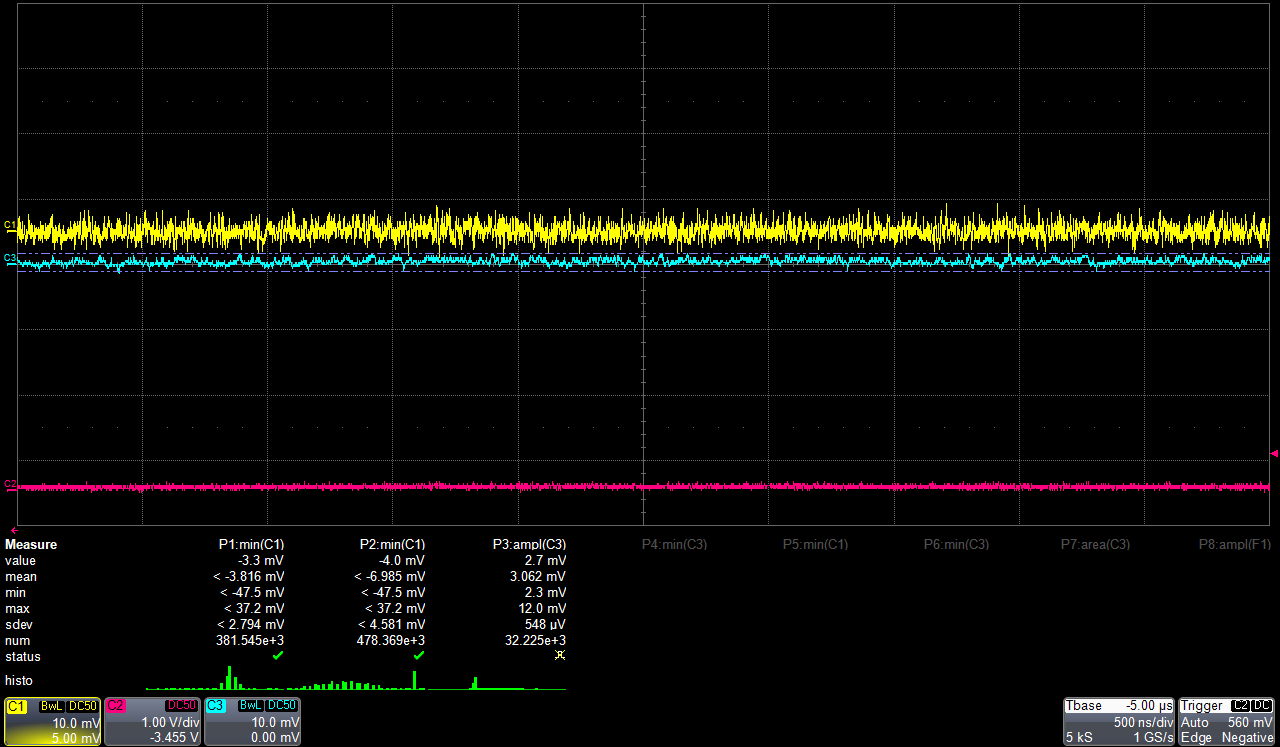 C1
C3
C2
Measure P1:min(C1) P2:min(C1) P3:ampl(C3) P4:min(C3) P5:min(C1) P6:min(C3) P7:area(C3) P8:ampl(F1)
value -3.3 mV -4.0 mV 2.7 mV
mean < -3.816 mV < -6.985 mV 3.062 mV
min < -47.5 mV < -47.5 mV 2.3 mV
max < 37.2 mV < 37.2 mV 12.0 mV
sdev < 2.794 mV < 4.581 mV 548 µV
num 381.545e+3 478.369e+3 32.225e+3
status
histo
C1 BwL DC50 C2 DC50 C3 BwL DC50 Tbase -5.00 µs Trigger C2 DC
10.0 mV 1.00 V/div 10.0 mV 500 ns/div Auto 560 mV
5.00 mV -3.455 V 0.00 mV 5 kS 1 GS/s Edge Negative